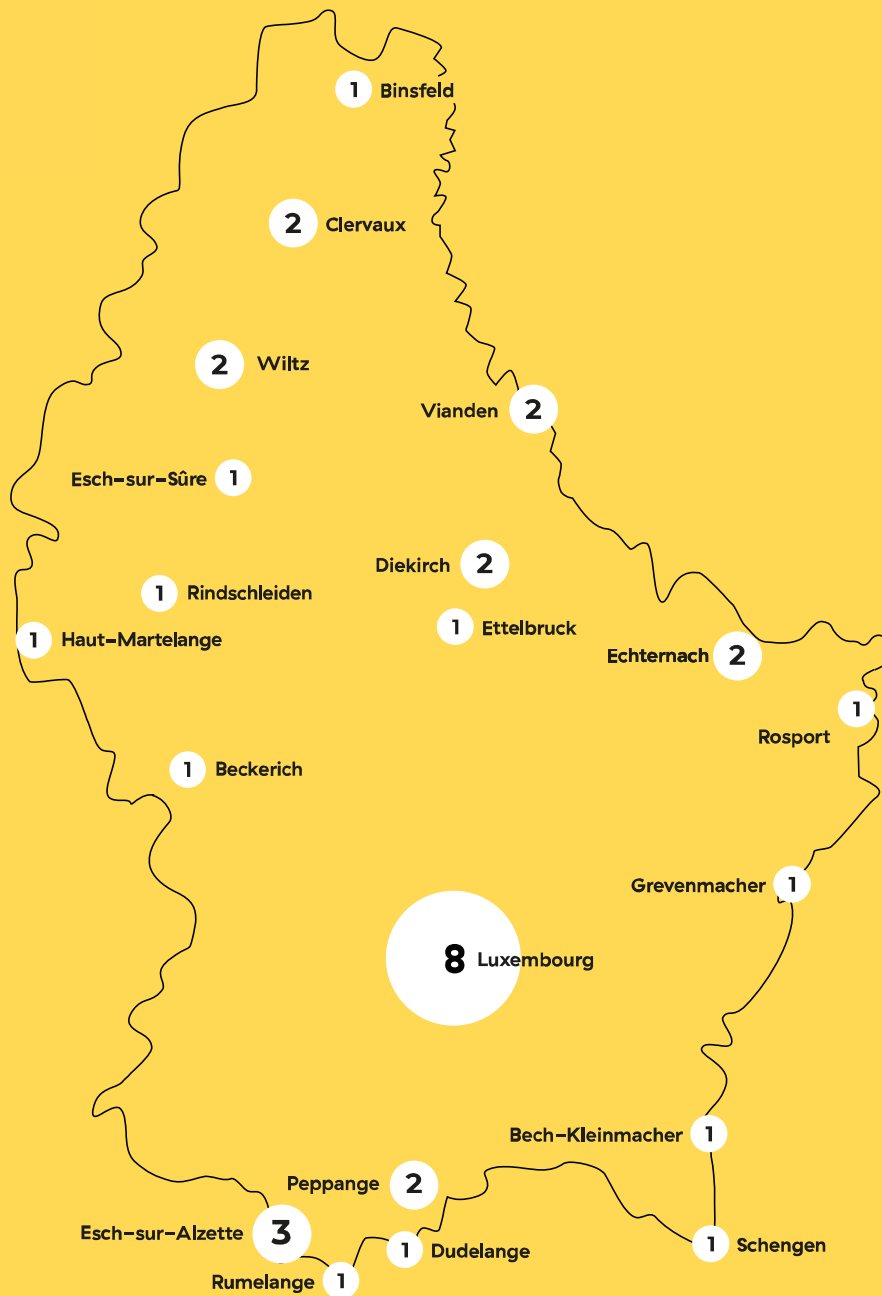 1 Binsfeld
2 Clervaux
2 Wiltz
Vianden 2
Esch-sur-Sûre 1
Diekirch 2
1 Rindschleiden
1 Ettelbruck
1 Haut-Martelange
Echternach 2
1
Rosport
1 Beckerich
Grevenmacher 1
8 Luxembourg
Bech-Kleinmacher 1
Peppange 2
Esch-sur-Alzette 3
1 Dudelange
1 Schengen
Rumelange 1